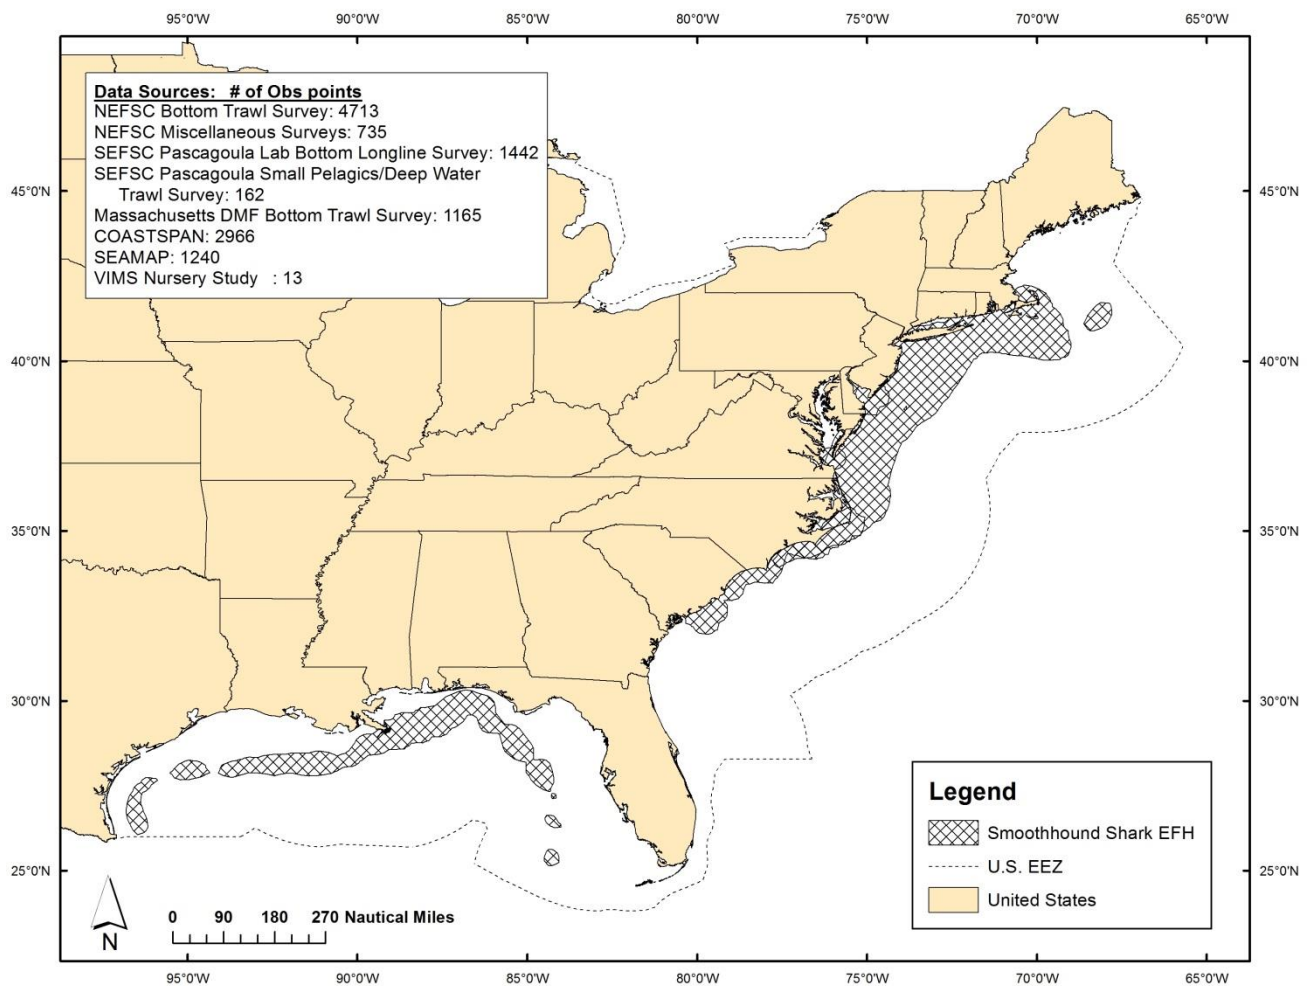 95°0'W 90°0'W 85°0'W 80°0'W 75°0'W 70°0'W 65°0'W
Data Sources: # of Obs points
NEFSC Bottom Trawl Survey: 4713
NEFSC Miscellaneous Surveys: 735
SEFSC Pascagoula Lab Bottom Longline Survey: 1442
SEFSC Pascagoula Small Pelagics/Deep Water
Trawl Survey: 162
Massachusetts DMF Bottom Trawl Survey: 1165
COASTSPAN: 2966
SEAMAP: 1240
VIMS Nursery Study : 13
45°0'N 45°0'N
40°0'N 40°0'N
35°0'N 35°0'N
30°0'N 30°0'N
25°0'N 25°0'N
Legend
Smoothhound Shark EFH
U.S. EEZ
United States
N
0 90 180 270 Nautical Miles
95°0'W 90°0'W 85°0'W 80°0'W 75°0'W 70°0'W 65°0'W